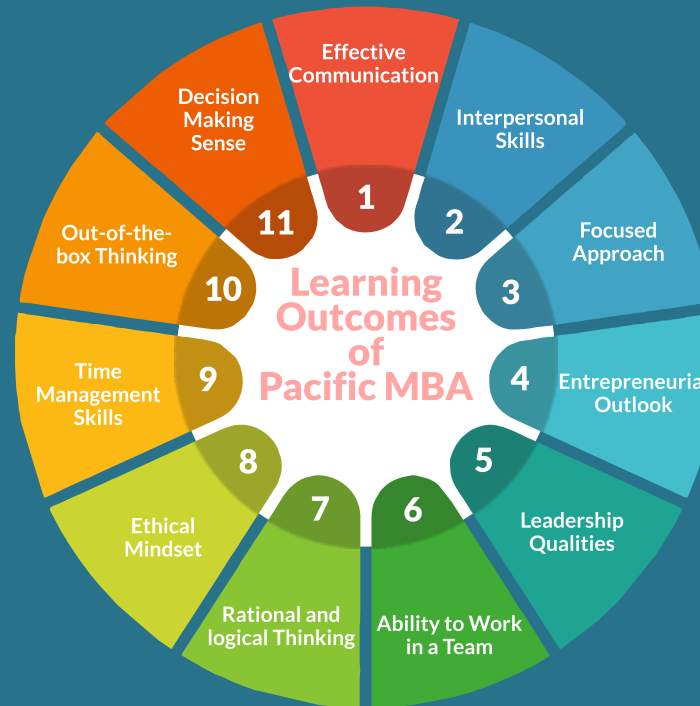 Learning
Outcomes
of
Pacific MBA
1
Effective
Communication
2
Interpersonal
Skills
3
Focused
Approach
4
Entrepreneuria
Outlook
5
Leadership
Qualities
6
Ability to Work
in a Team
7
Rational and
logical Thinking
8
Ethical
Mindset
9
Time
Management
Skills
10
Out-of-the-
box Thinking
11
Decision
Making
Sense